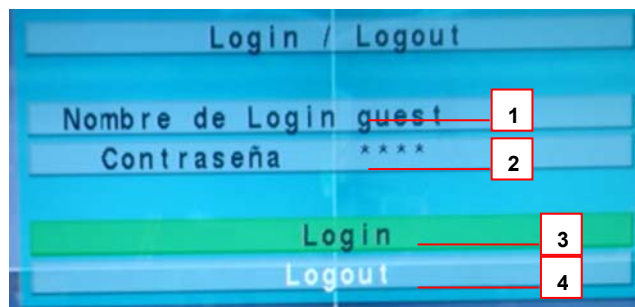 Login / Logout
Nombre de Login guest 1
Contraseña **** 2
Login 3
Logout 4